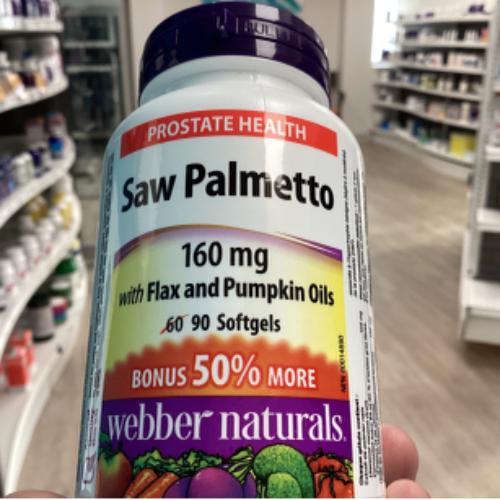 PROSTATE HEALTH
Saw Palmetto
160 mg
with Flax and Pumpkin Oils
60 90 Softgels
BONUS 50% MORE
webber naturals